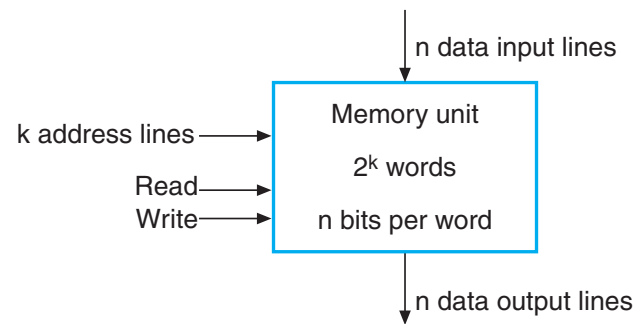 n data input lines
Memory unit
k address lines
2ᵏ words
Read
Write
n bits per word
n data output lines